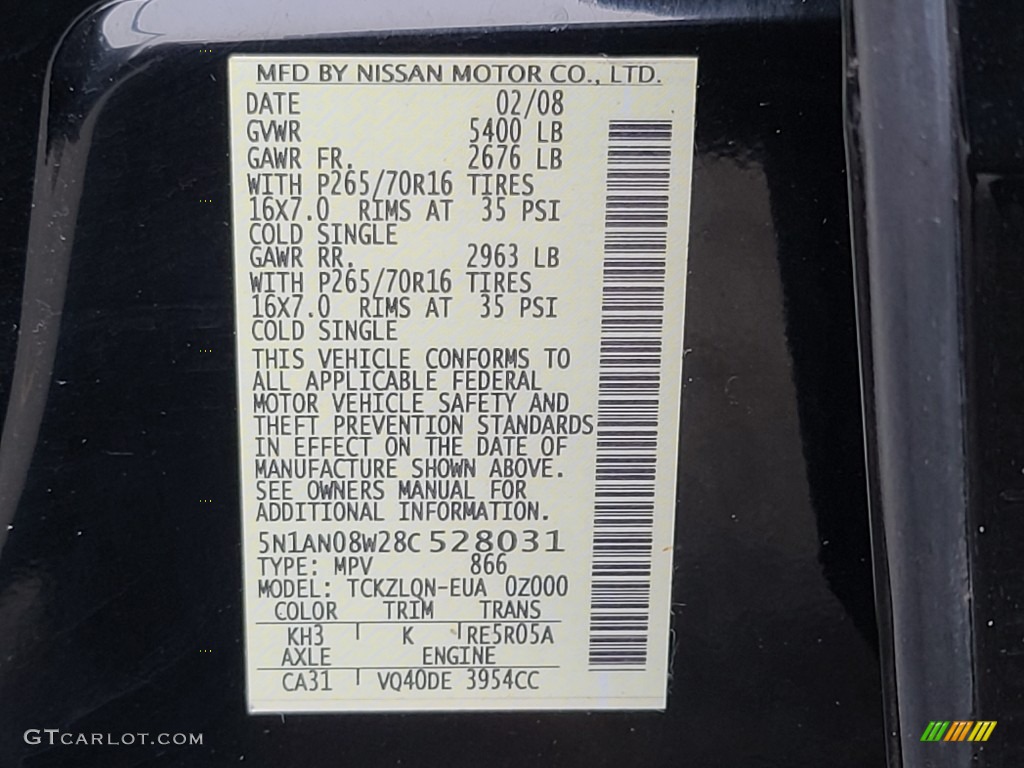 MFD BY NISSAN MOTOR CO., LTD.
DATE 02/08
GVWR 5400 LB
GAWR FR. 2676 LB
WITH P265/70R16 TIRES
16X7.0 RIMS AT 35 PSI
COLD SINGLE
GAWR RR. 2963 LB
WITH P265/70R16 TIRES
16X7.0 RIMS AT 35 PSI
COLD SINGLE
THIS VEHICLE CONFORMS TO
ALL APPLICABLE FEDERAL
MOTOR VEHICLE SAFETY AND
THEFT PREVENTION STANDARDS
IN EFFECT ON THE DATE OF
MANUFACTURE SHOWN ABOVE.
SEE OWNERS MANUAL FOR
ADDITIONAL INFORMATION.
5N1AN08W28C 528031
TYPE: MPV 866
MODEL: TCKZLQN-EUA 0Z000
COLOR TRIM TRANS
KH3 K RE5R05A
AXLE ENGINE
CA31 VQ40DE 3954CC
GTCARLOT.COM